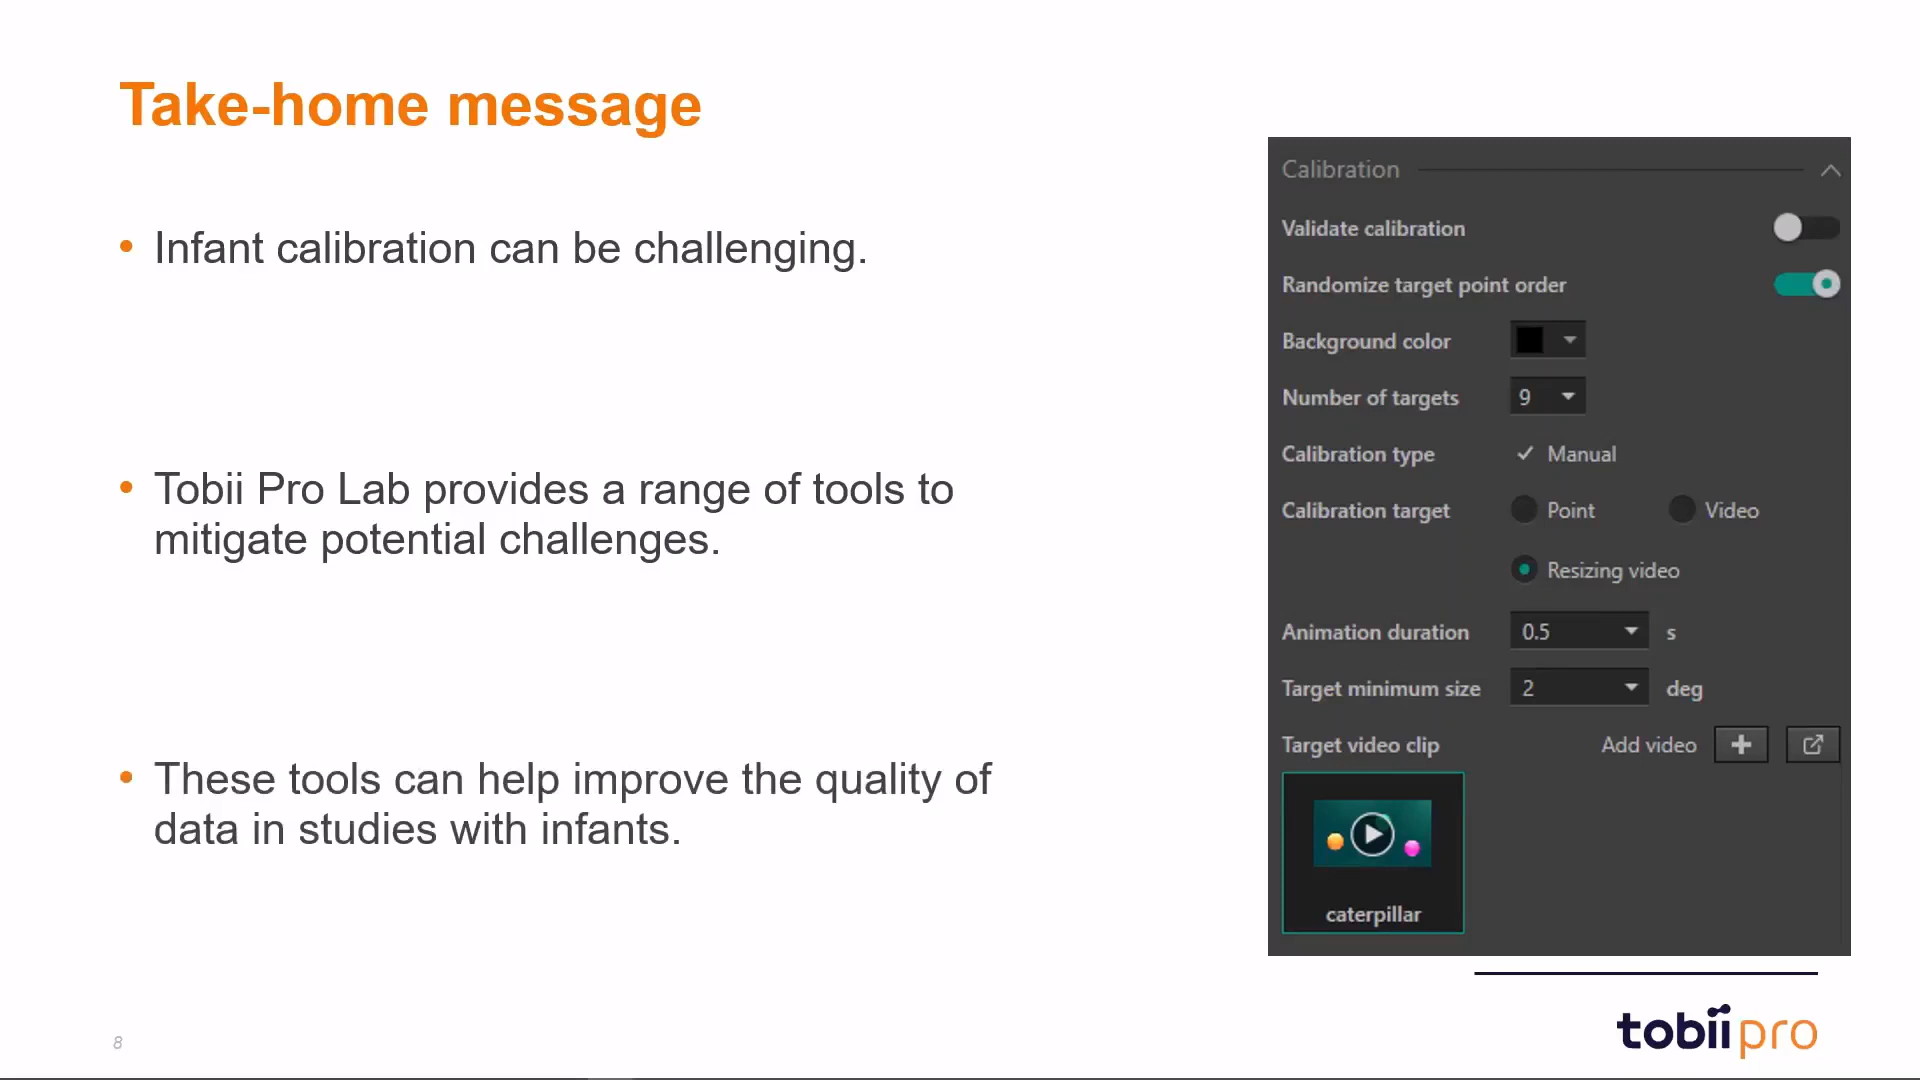 Take-home message
• Infant calibration can be challenging.
• Tobii Pro Lab provides a range of tools to
mitigate potential challenges.
• These tools can help improve the quality of
data in studies with infants.
Calibration
Validate calibration
Randomize target point order
Background color
Number of targets 9
Calibration type Manual
Calibration target Point Video
Resizing video
Animation duration 0.5 s
Target minimum size 2 deg
Target video clip Add video
caterpillar
8
tobii pro